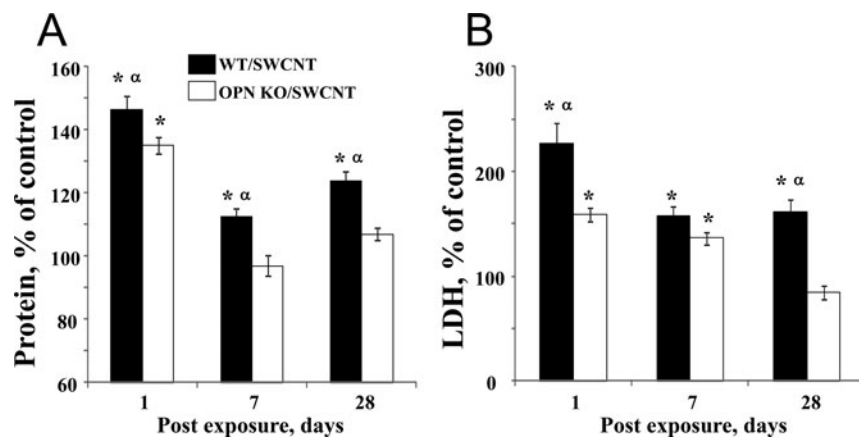 A
Protein, % of control
160
140
120
100
80
60
WT/SWCNT
OPN KO/SWCNT
* α
*
* α
* α
1
7
28
Post exposure, days
B
LDH, % of control
300
200
100
0
* α
*
*
*
* α
1
7
28
Post exposure, days